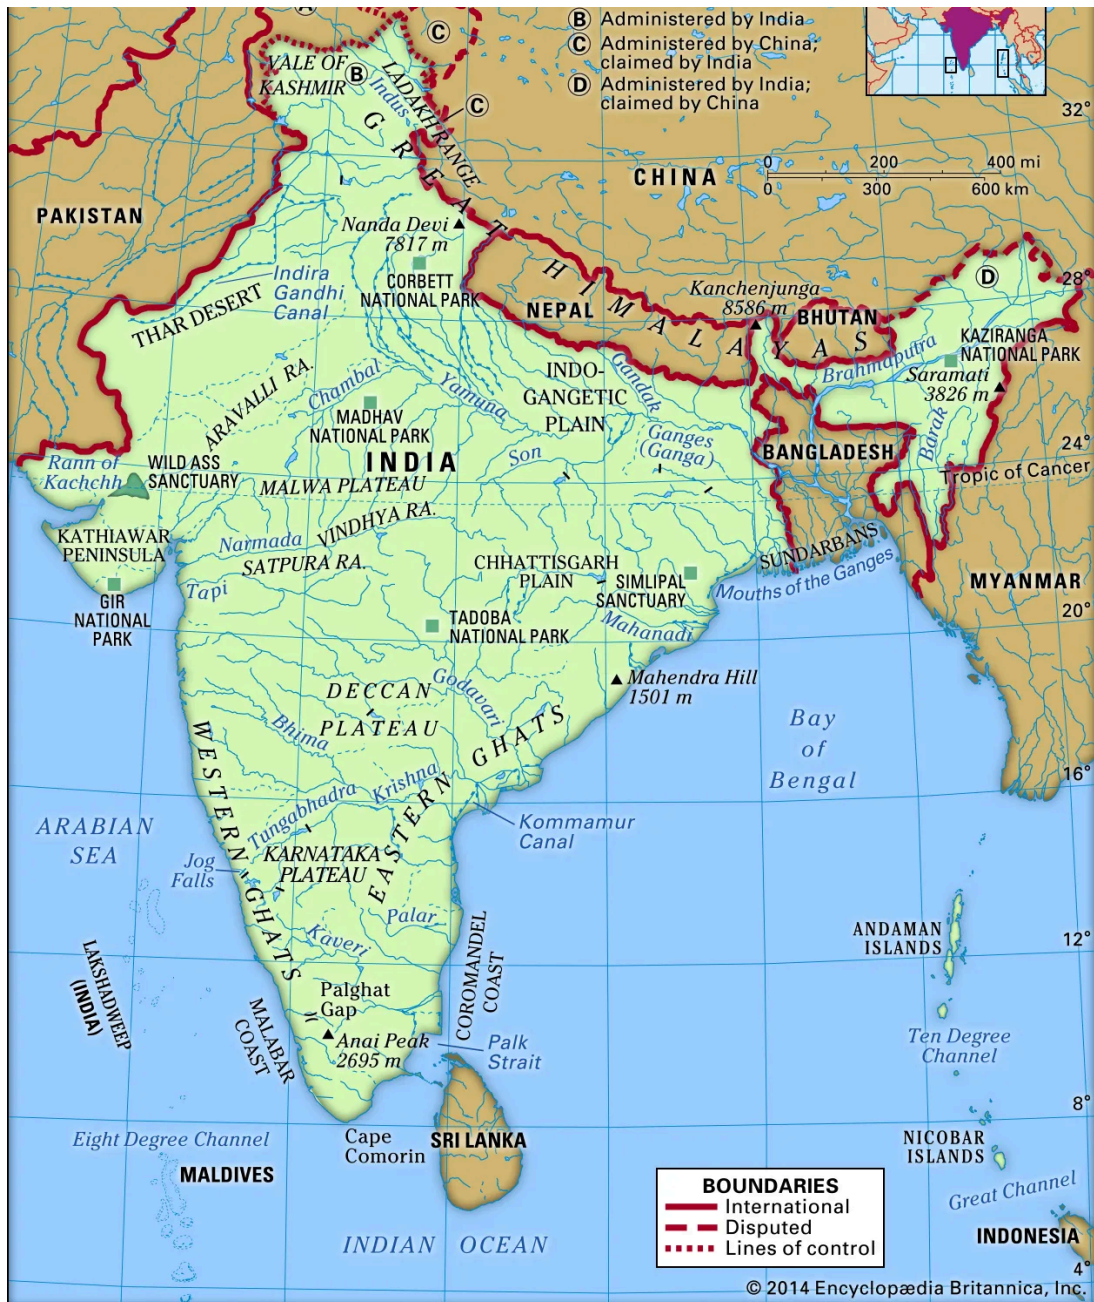 A
C
B Administered by India
C Administered by China;
claimed by India
D Administered by India;
claimed by China
VALE OF
KASHMIR
B
LADAKH RANGE
Indus
C
32°
0 200 400 mi
0 300 600 km
CHINA
PAKISTAN
GREAT HIMALAYAS
Nanda Devi
7817 m
CORBETT
NATIONAL PARK
Indira
Gandhi
Canal
THAR DESERT
NEPAL
Kanchenjunga
8586 m
BHUTAN
D
28°
KAZIRANGA
NATIONAL PARK
Brahmaputra
Saramati
3826 m
ARAVALLI RA.
Chambal
Yamuna
INDO-
GANGETIC
PLAIN
Gandak
MADHAV
NATIONAL PARK
Ganges
(Ganga)
BANGLADESH
Barak
24°
Tropic of Cancer
Rann of
Kachchh
WILD ASS
SANCTUARY
INDIA
MALWA PLATEAU
Son
KATHIAWAR
PENINSULA
Narmada
VINDHYA RA.
SATPURA RA.
Tapi
CHHATTISGARH
PLAIN
SIMLIPAL
SANCTUARY
SUNDARBANS
Mouths of the Ganges
MYANMAR
GIR
NATIONAL
PARK
TADOBA
NATIONAL PARK
Mahanadi
20°
Mahendra Hill
1501 m
DECCAN
PLATEAU
Godavari
Bhima
WESTERN GHATS
EASTERN GHATS
Bay
of
Bengal
16°
Krishna
Tungabhadra
ARABIAN
SEA
Kommamur
Canal
Jog
Falls
KARNATAKA
PLATEAU
Palar
Kaveri
ANDAMAN
ISLANDS
12°
LAKSHADWEEP
(INDIA)
MALABAR
COAST
Palghat
Gap
COROMANDEL
COAST
Anai Peak
2695 m
Palk
Strait
Ten Degree
Channel
8°
Eight Degree Channel
Cape
Comorin
SRI LANKA
NICOBAR
ISLANDS
MALDIVES
Great Channel
BOUNDARIES
International
Disputed
Lines of control
INDONESIA
INDIAN OCEAN
4°
© 2014 Encyclopædia Britannica, Inc.